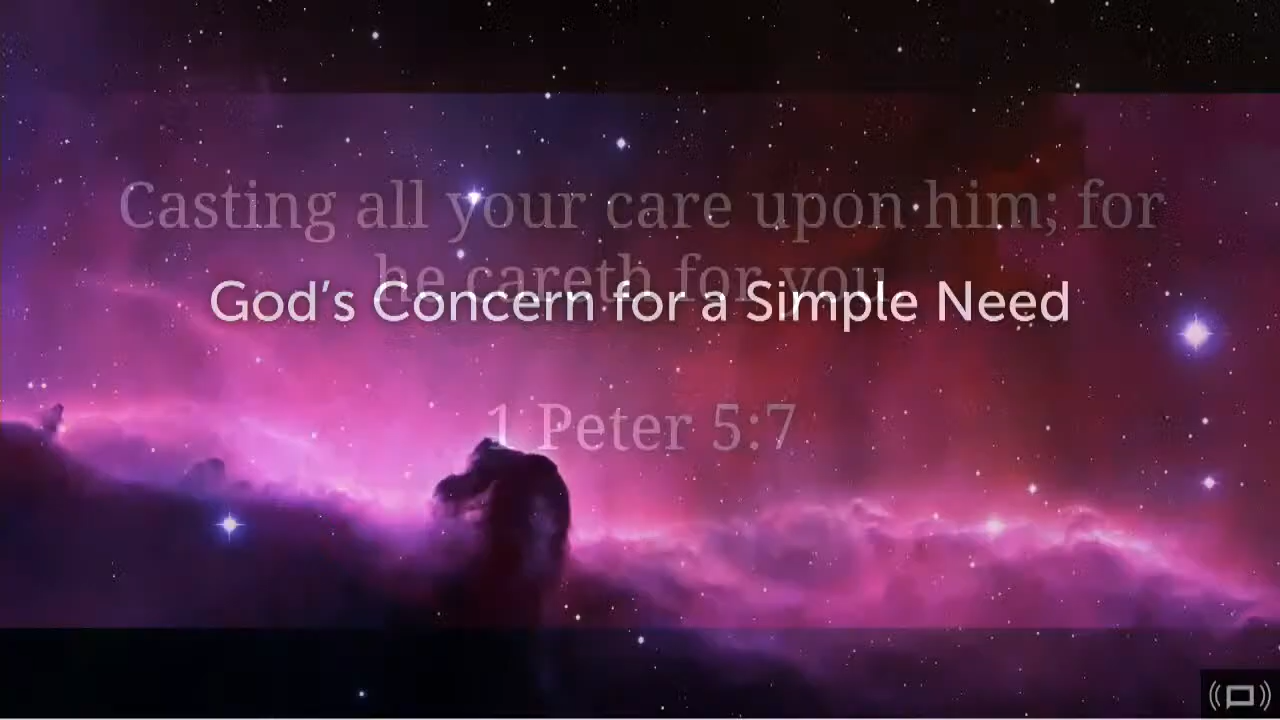 Casting all your care upon him; for
he careth for you
God's Concern for a Simple Need
1 Peter 5:7